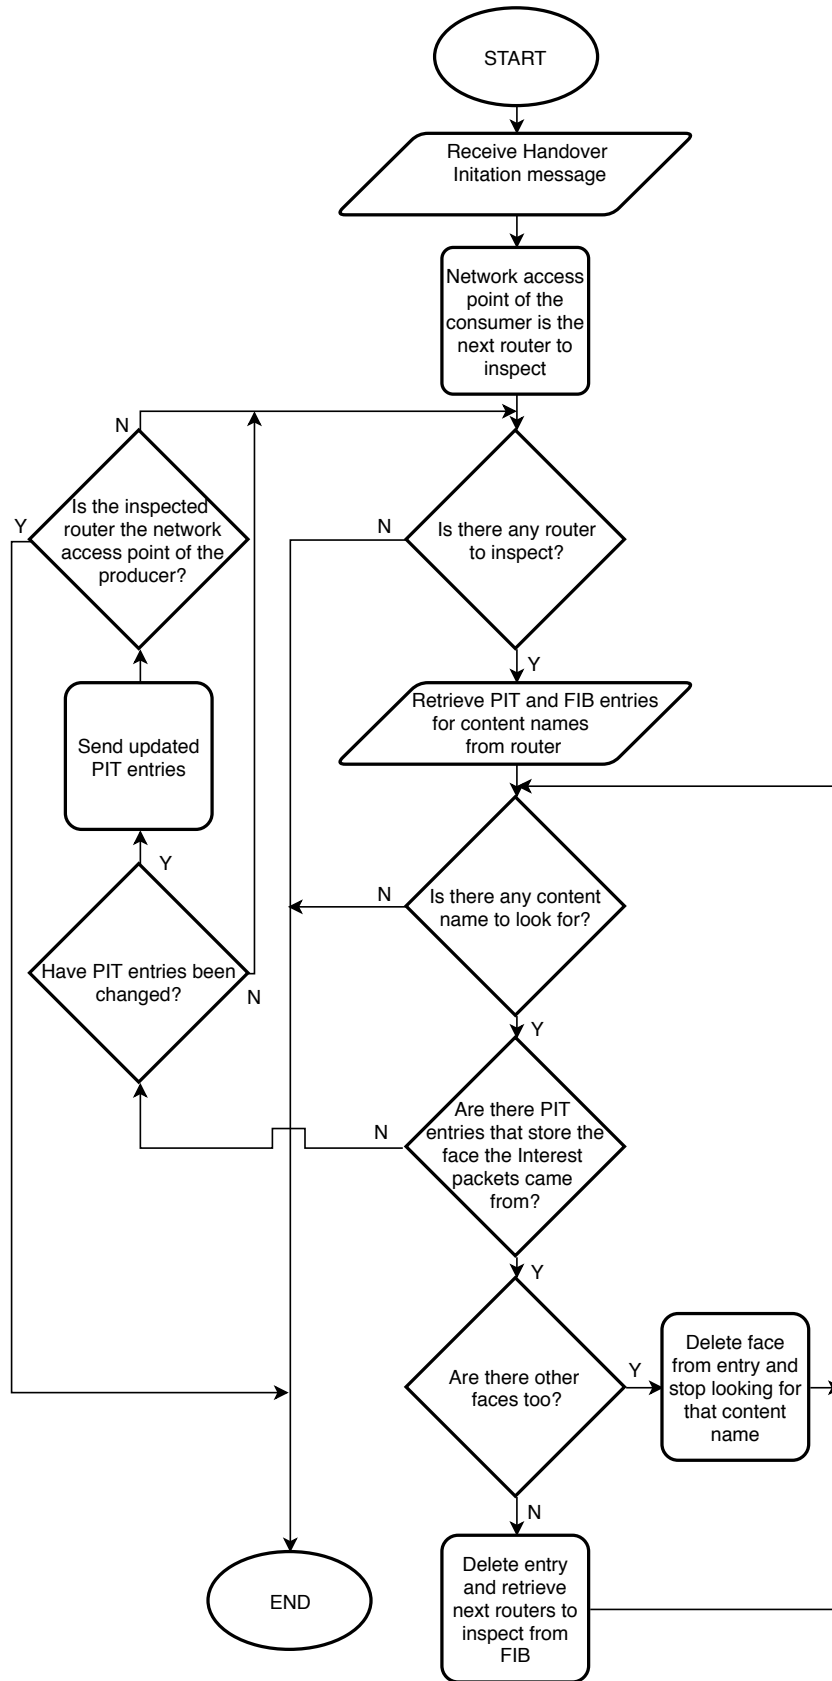 START
Receive Handover
Initation message
Network access
point of the
consumer is the
next router to
inspect
N
Is the inspected
router the network
access point of the
producer?
Y
N
Is there any router
to inspect?
Y
Retrieve PIT and FIB entries
for content names
from router
Send updated
PIT entries
Y
N
Is there any content
name to look for?
Have PIT entries been
changed?
N
Y
Are there PIT
entries that store the
face the Interest
packets came
from?
N
Y
Are there other
faces too?
Y
Delete face
from entry and
stop looking for
that content
name
N
Delete entry
and retrieve
next routers to
inspect from
FIB
END